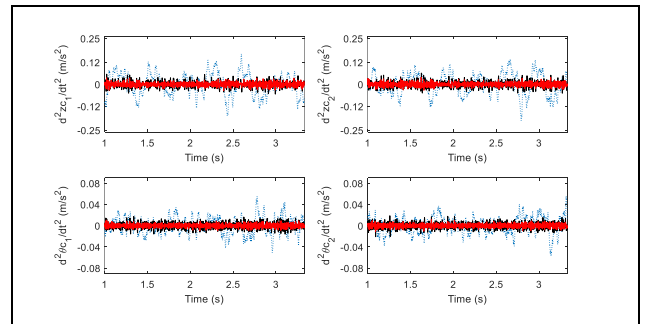 d²zc₁/dt² (m/s²)
0.25
0.12
0
-0.12
-0.25
1 1.5 2 2.5 3
Time (s)
d²zc₂/dt² (m/s²)
0.25
0.12
0
-0.12
-0.25
1 1.5 2 2.5 3
Time (s)
d²θc₁/dt² (m/s²)
0.08
0.04
0
-0.04
-0.08
1 1.5 2 2.5 3
Time (s)
d²θc₂/dt² (m/s²)
0.08
0.04
0
-0.04
-0.08
1 1.5 2 2.5 3
Time (s)